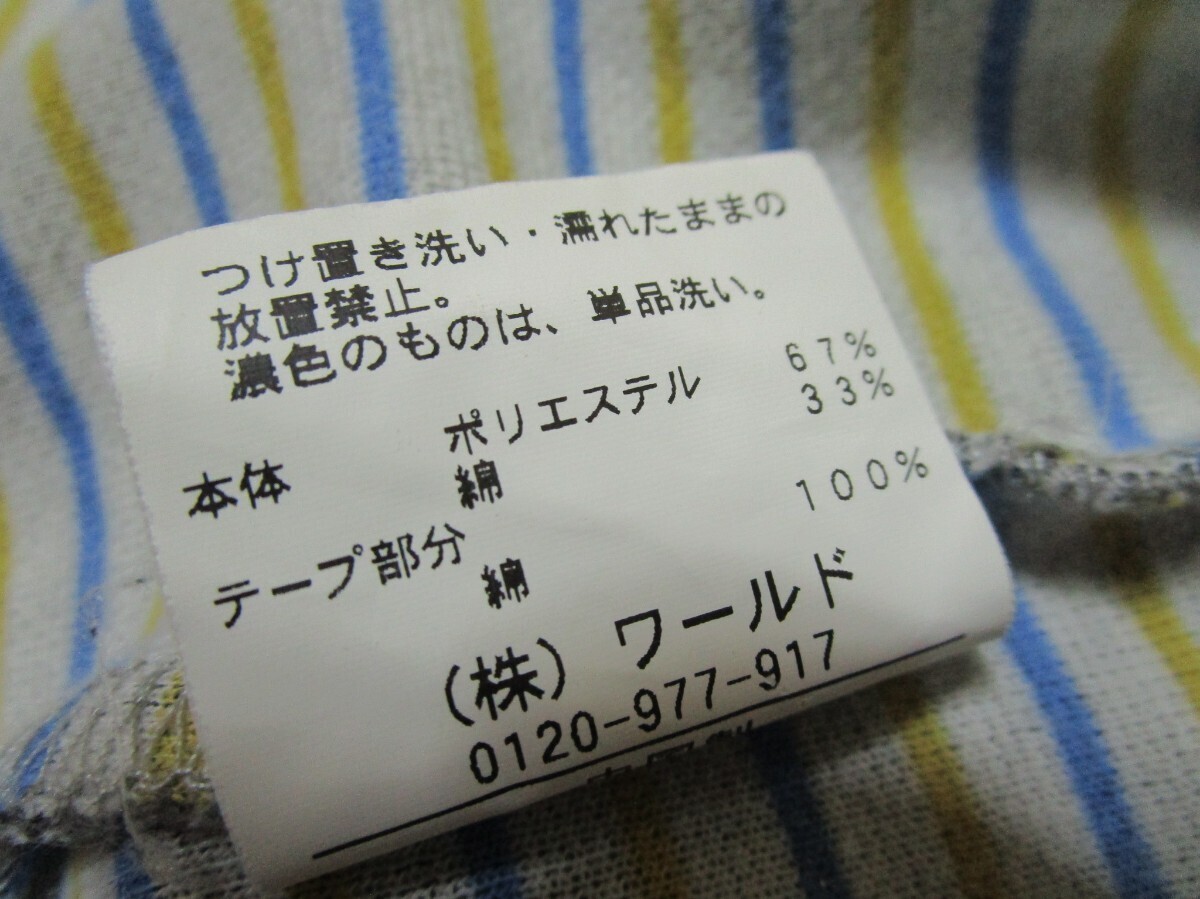 つけ置き洗い・濡れたままの
放置禁止。
濃色のものは、単品洗い。
本体 ポリエステル 67%
綿 33%
テープ部分
綿 100%
(株) ワールド
0120-977-917